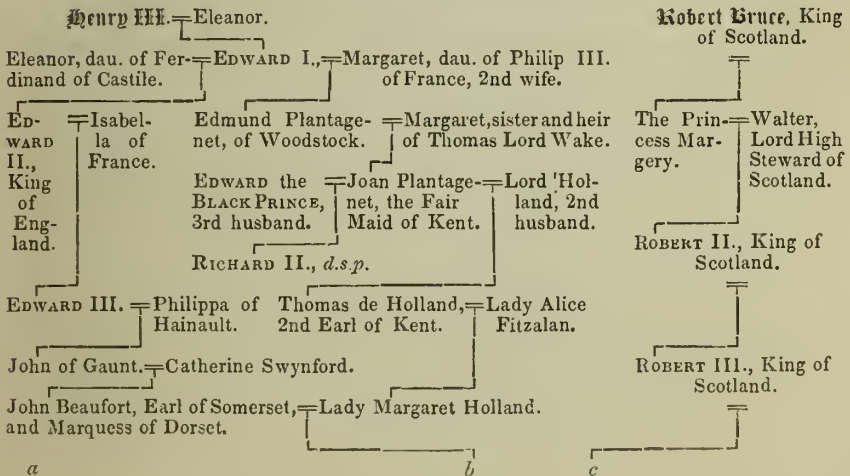 Henry III.=Eleanor.
Robert Bruce, King
of Scotland.
Eleanor, dau. of Fer-=EDWARD I.,=Margaret, dau. of Philip III.
dinand of Castile.
of France, 2nd wife.
ED-
WARD
II.,
King
of
Eng-
land.
=Isabel-
la of
France.
Edmund Plantage-
net, of Woodstock.
=Margaret, sister and heir
of Thomas Lord Wake.
The Prin-
cess Mar-
gery.
=Walter,
Lord High
Steward of
Scotland.
EDWARD the
BLACK PRINCE,
3rd husband.
=Joan Plantage-
net, the Fair
Maid of Kent.
=Lord Hol-
land, 2nd
husband.
ROBERT II., King of
Scotland.
RICHARD II., d.s.p.
EDWARD III. =Philippa of
Hainault.
Thomas de Holland,=Lady Alice
2nd Earl of Kent. Fitzalan.
John of Gaunt.=Catherine Swynford.
ROBERT III., King of
Scotland.
John Beaufort, Earl of Somerset,=Lady Margaret Holland.
and Marquess of Dorset.
a b c